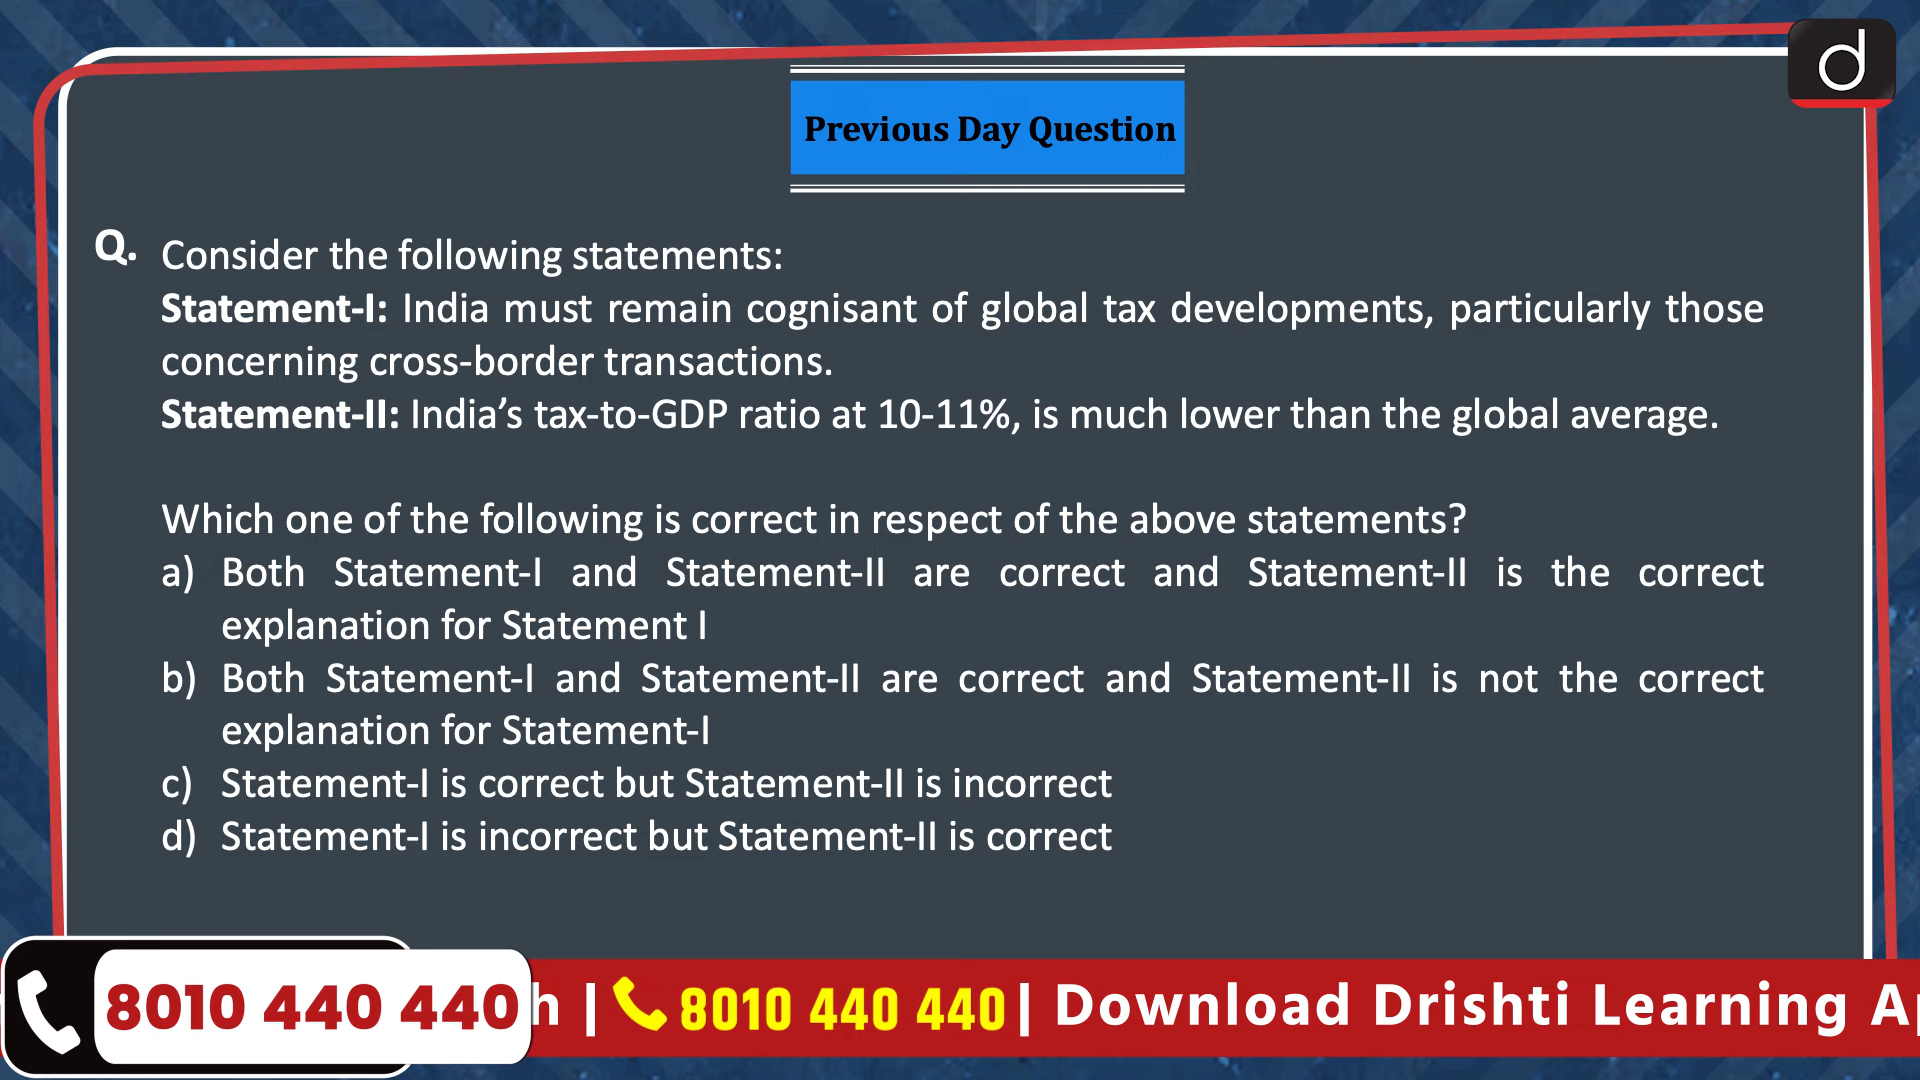 d
Previous Day Question
Q. Consider the following statements:
Statement-I: India must remain cognisant of global tax developments, particularly those
concerning cross-border transactions.
Statement-II: India’s tax-to-GDP ratio at 10-11%, is much lower than the global average.
Which one of the following is correct in respect of the above statements?
a) Both Statement-I and Statement-II are correct and Statement-II is the correct
explanation for Statement I
b) Both Statement-I and Statement-II are correct and Statement-II is not the correct
explanation for Statement-I
c) Statement-I is correct but Statement-II is incorrect
d) Statement-I is incorrect but Statement-II is correct
8010 440 440 h | 8010 440 440 | Download Drishti Learning A